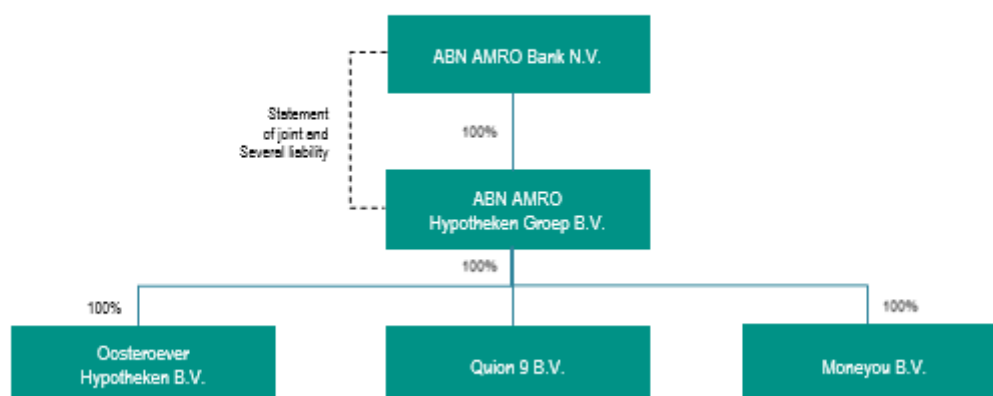 ABN AMRO Bank N.V.
Statement
of joint and
Several liability
100%
ABN AMRO
Hypotheken Groep B.V.
100%
100%
100%
Oosteroever
Hypotheken B.V.
Quion 9 B.V.
Moneyou B.V.